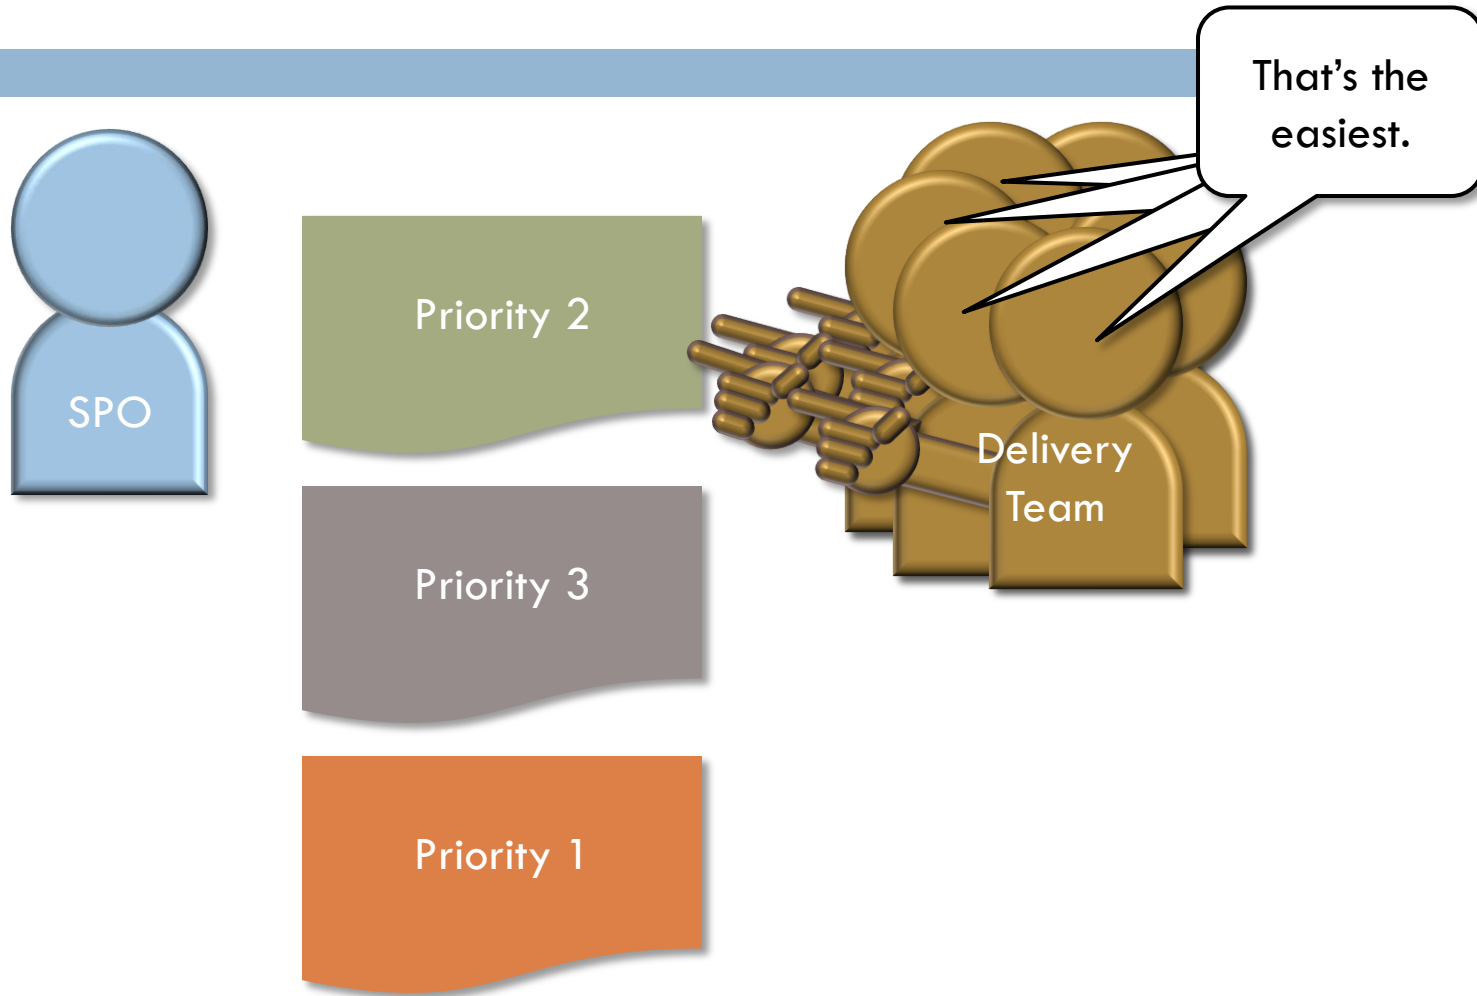 That’s the
easiest.
SPO
Priority 2
Delivery
Team
Priority 3
Priority 1